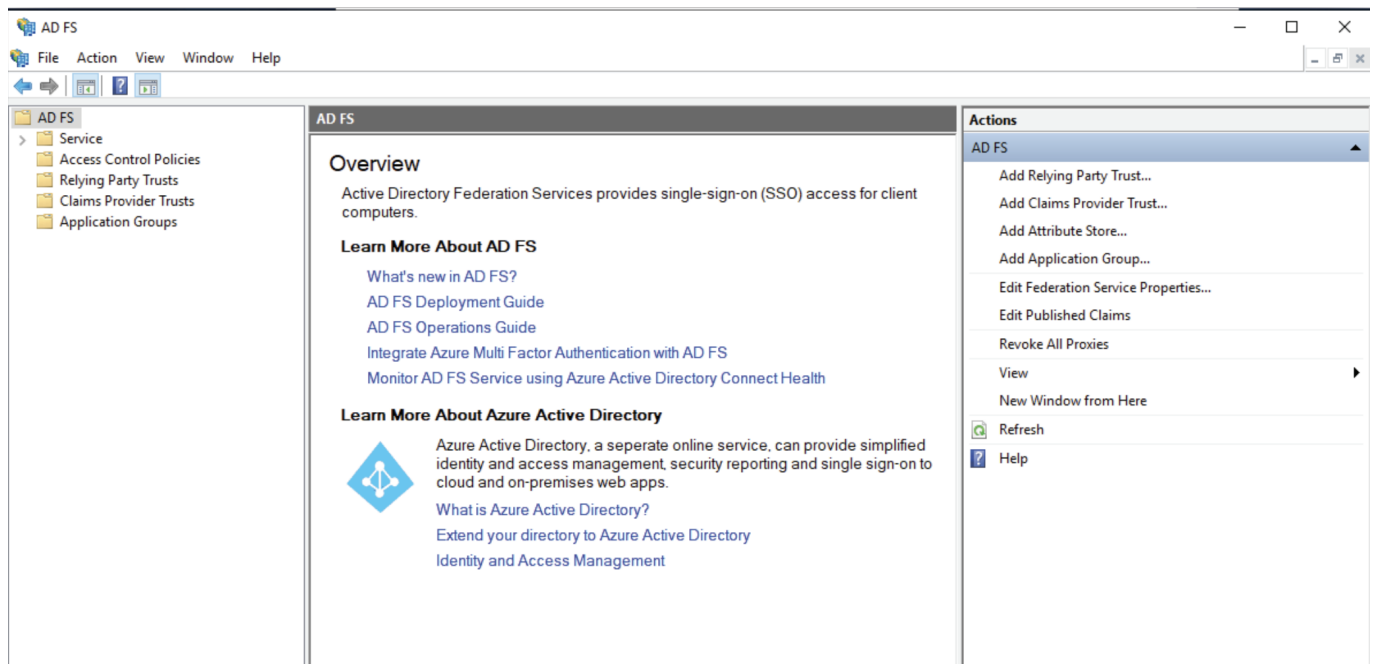 AD FS
File Action View Window Help
AD FS
Service
Access Control Policies
Relying Party Trusts
Claims Provider Trusts
Application Groups
AD FS
Overview
Active Directory Federation Services provides single-sign-on (SSO) access for client
computers.
Learn More About AD FS
What's new in AD FS?
AD FS Deployment Guide
AD FS Operations Guide
Integrate Azure Multi Factor Authentication with AD FS
Monitor AD FS Service using Azure Active Directory Connect Health
Learn More About Azure Active Directory
Azure Active Directory, a seperate online service, can provide simplified
identity and access management, security reporting and single sign-on to
cloud and on-premises web apps.
What is Azure Active Directory?
Extend your directory to Azure Active Directory
Identity and Access Management
Actions
AD FS
Add Relying Party Trust...
Add Claims Provider Trust...
Add Attribute Store...
Add Application Group...
Edit Federation Service Properties...
Edit Published Claims
Revoke All Proxies
View
New Window from Here
Refresh
Help